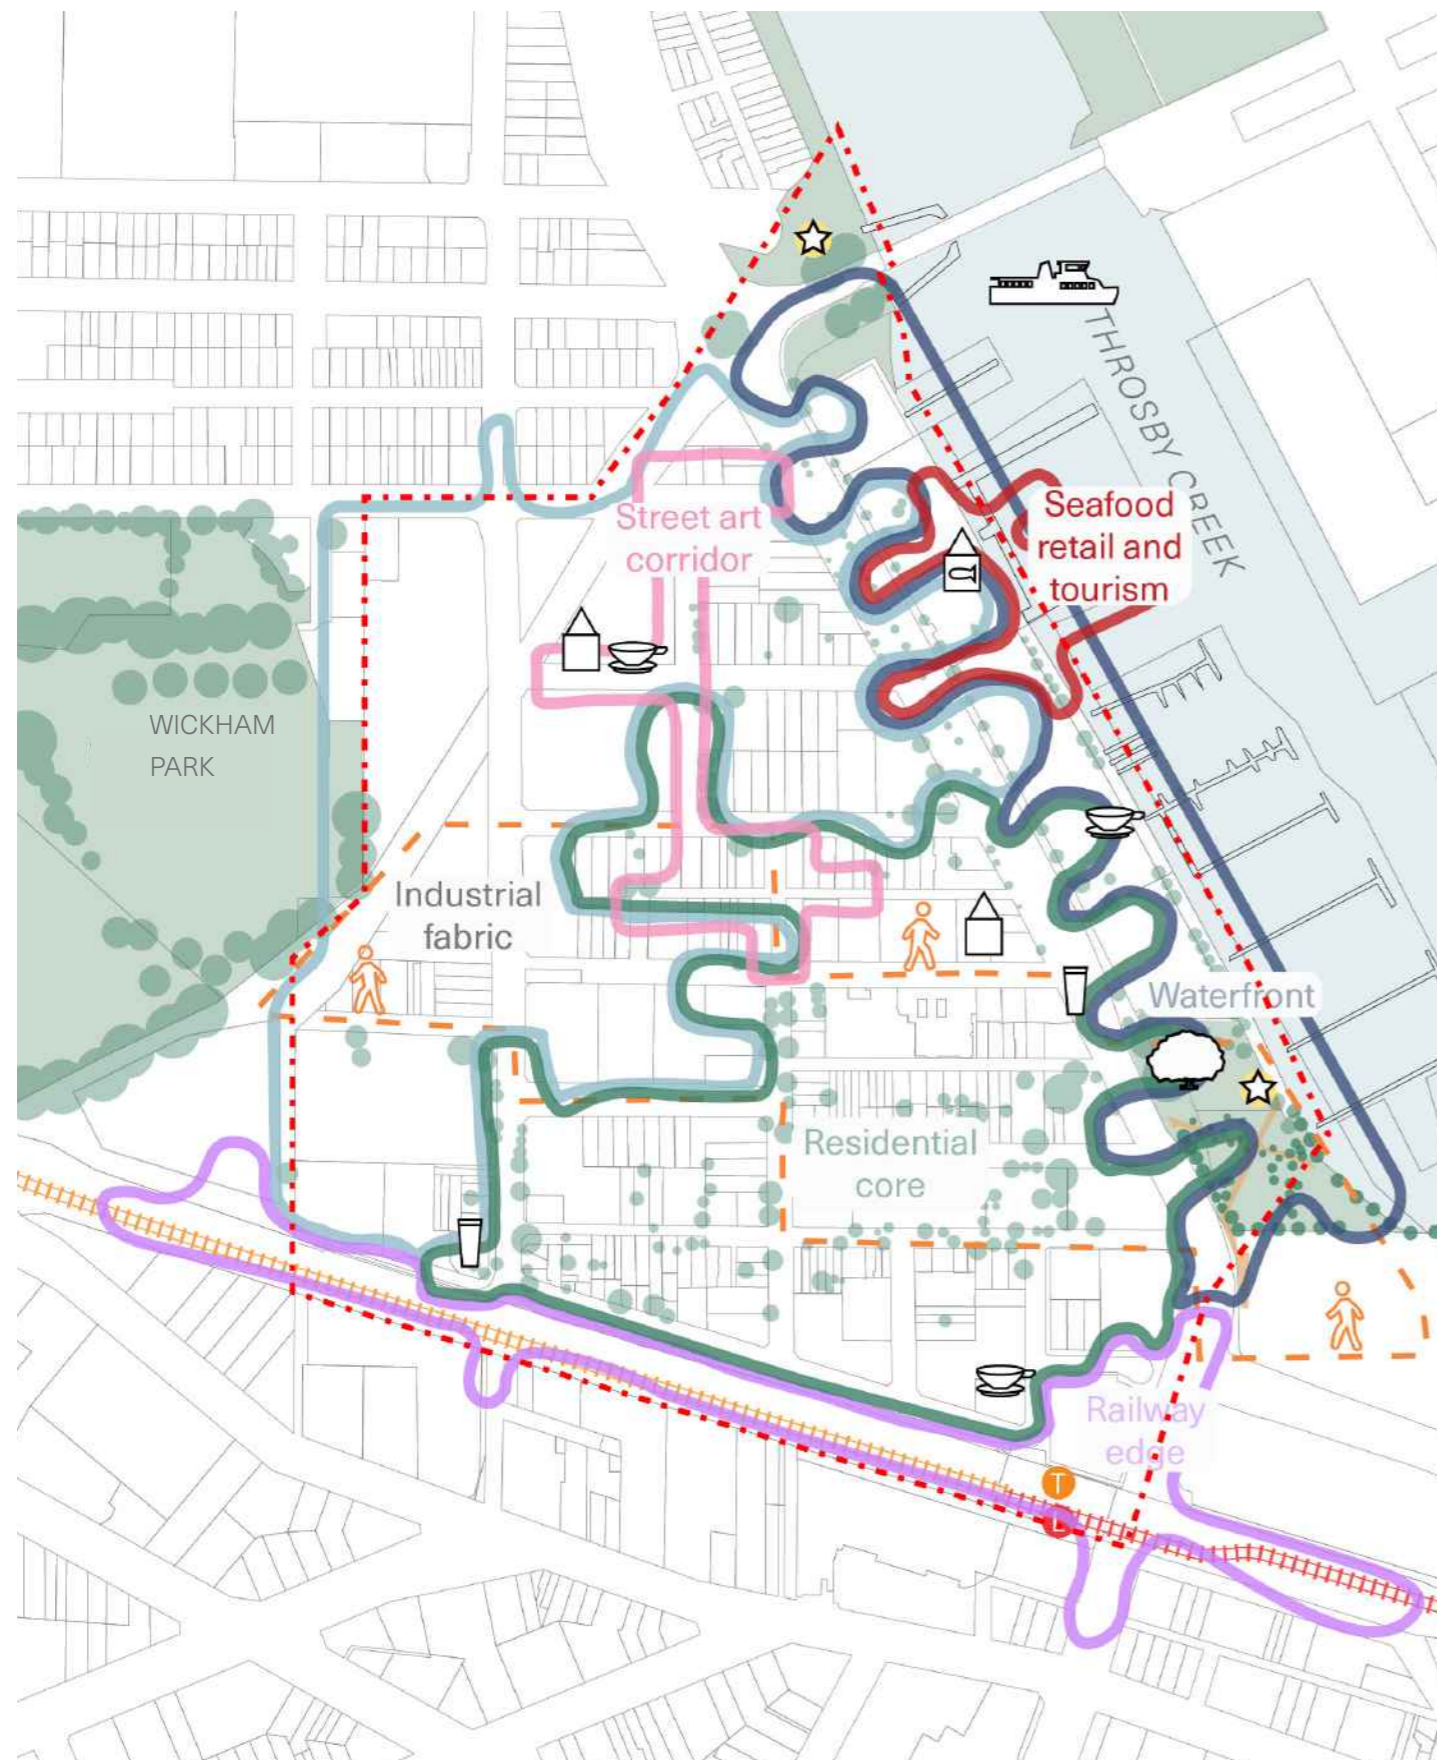 THROSBY CREEK
Seafood
retail and
tourism
Street art
corridor
WICKHAM
PARK
Industrial
fabric
Waterfront
Residential
core
Railway
edge
T
L